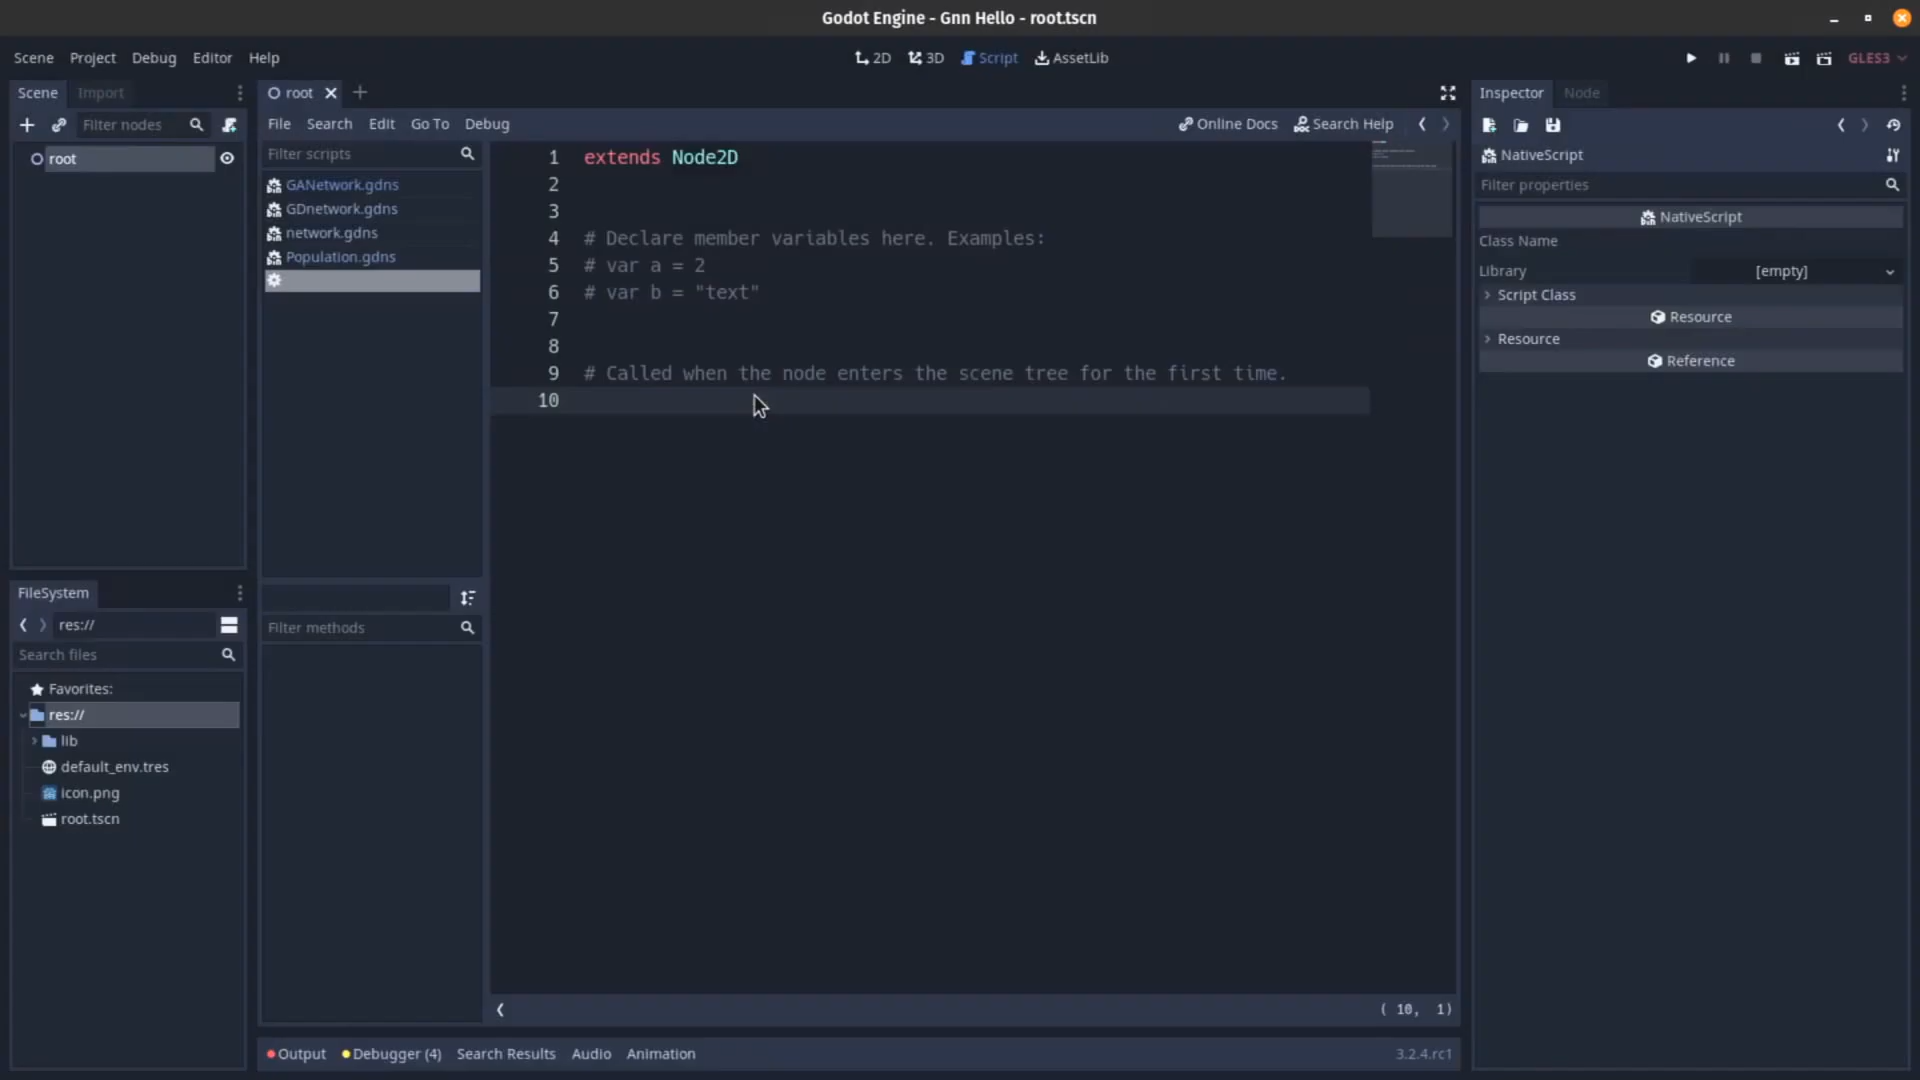 Godot Engine - Gnn Hello - root.tscn
Scene Project Debug Editor Help
2D 3D Script AssetLib
GLES3
Scene Import
Filter nodes
root
FileSystem
res://
Search files
Favorites:
res://
lib
default_env.tres
icon.png
root.tscn
root
File Search Edit Go To Debug
Online Docs Search Help
Filter scripts
GANetwork.gdns
GDnetwork.gdns
network.gdns
Population.gdns
Filter methods
1 extends Node2D
2
3
4 # Declare member variables here. Examples:
5 # var a = 2
6 # var b = "text"
7
8
9 # Called when the node enters the scene tree for the first time.
10
( 10, 1)
Output Debugger (4) Search Results Audio Animation
3.2.4.rc1
Inspector Node
NativeScript
Filter properties
NativeScript
Class Name
Library [empty]
Script Class
Resource
Resource
Reference